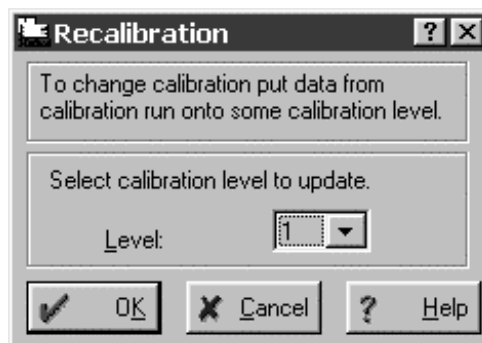 Recalibration
To change calibration put data from
calibration run onto some calibration level.
Select calibration level to update.
Level: 1
OK Cancel ? Help